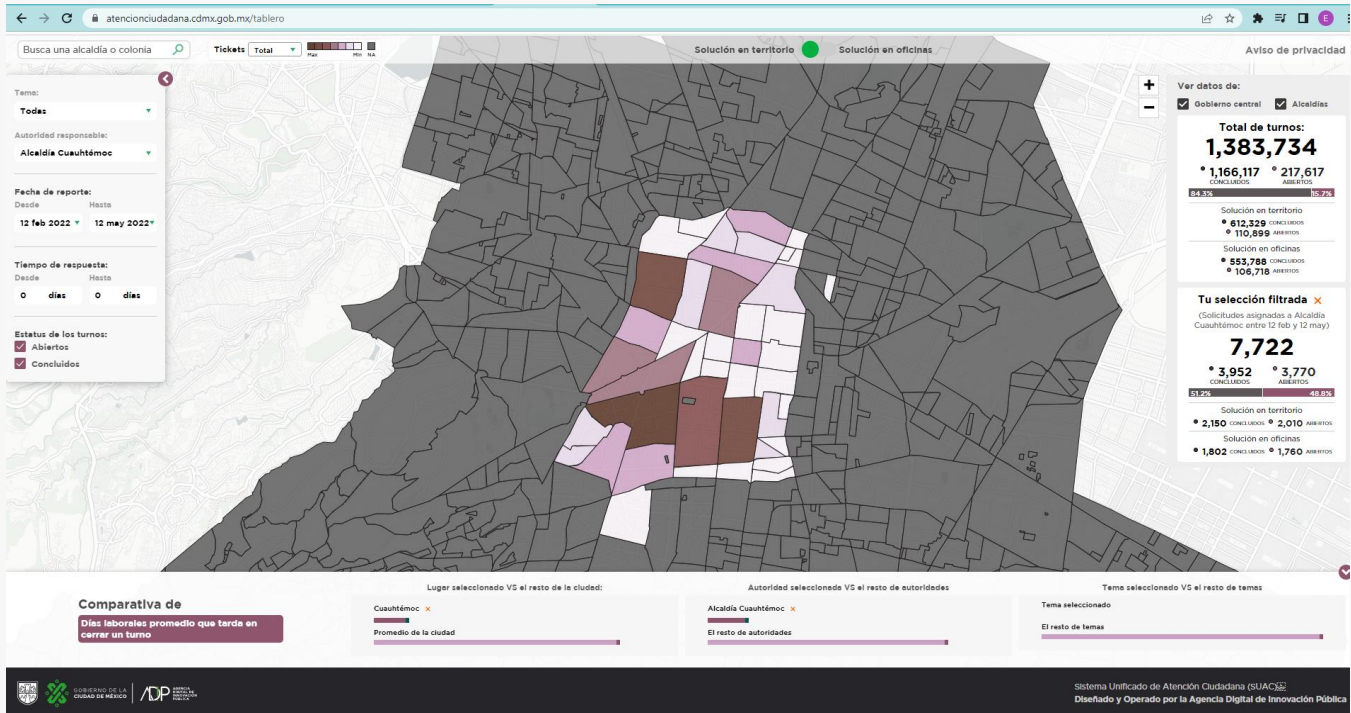 atencionciudadana.cdmx.gob.mx/tablero
E
Busca una alcaldía o colonia
Tickets Total
Max Min NA
Solución en territorio Solución en oficinas
Aviso de privacidad
Tema:
Todas
Autoridad responsable:
Alcaldía Cuauhtémoc
Fecha de reporte:
Desde Hasta
12 feb 2022 12 may 2022
Tiempo de respuesta:
Desde Hasta
0 días 0 días
Estatus de los turnos:
Abiertos
Concluidos
+
−
Ver datos de:
Gobierno central Alcaldías
Total de turnos:
1,383,734
1,166,117 217,617
CONCLUIDOS ABIERTOS
84.3% 15.7%
Solución en territorio
612,329 CONCLUIDOS
110,899 ABIERTOS
Solución en oficinas
553,788 CONCLUIDOS
106,718 ABIERTOS
Tu selección filtrada ×
(Solicitudes asignadas a Alcaldía
Cuauhtémoc entre 12 feb y 12 may)
7,722
3,952 3,770
CONCLUIDOS ABIERTOS
51.2% 48.8%
Solución en territorio
2,150 CONCLUIDOS 2,010 ABIERTOS
Solución en oficinas
1,802 CONCLUIDOS 1,760 ABIERTOS
Comparativa de
Días laborales promedio que tarda en
cerrar un turno
Lugar seleccionado VS el resto de la ciudad:
Cuauhtémoc ×
Promedio de la ciudad
Autoridad seleccionada VS el resto de autoridades
Alcaldía Cuauhtémoc ×
El resto de autoridades
Tema seleccionado VS el resto de temas
Tema seleccionado
El resto de temas
GOBIERNO DE LA
CIUDAD DE MÉXICO
ADP
AGENCIA
DIGITAL DE
INNOVACIÓN
PÚBLICA
Sistema Unificado de Atención Ciudadana (SUAC)
Diseñado y Operado por la Agencia Digital de Innovación Pública